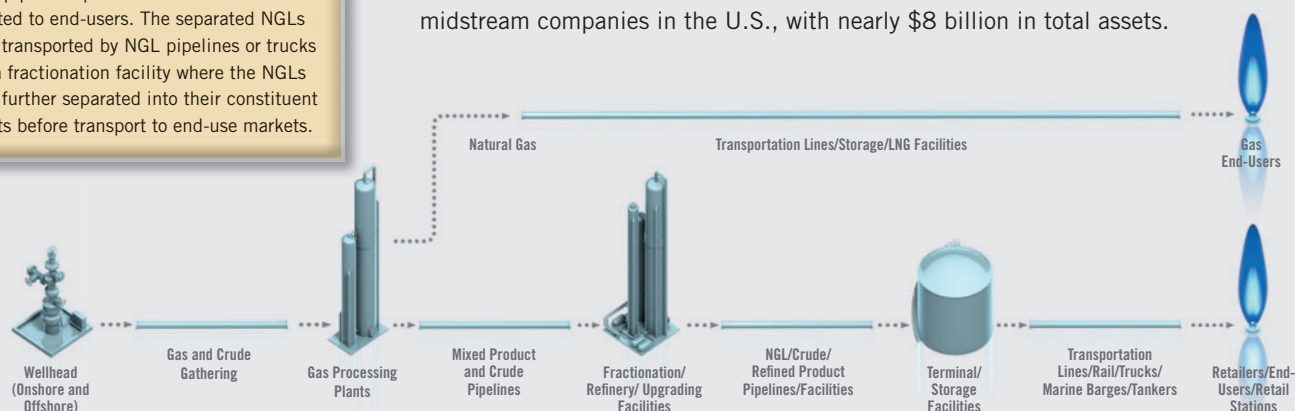 ted to end-users. The separated NGLs
transported by NGL pipelines or trucks
fractionation facility where the NGLs
further separated into their constituent
ts before transport to end-use markets.
midstream companies in the U.S., with nearly $8 billion in total assets.
Natural Gas
Transportation Lines/Storage/LNG Facilities
Gas
End-Users
Wellhead
(Onshore and
Offshore)
Gas and Crude
Gathering
Gas Processing
Plants
Mixed Product
and Crude
Pipelines
Fractionation/
Refinery/ Upgrading
Facilities
NGL/Crude/
Refined Product
Pipelines/Facilities
Terminal/
Storage
Facilities
Transportation
Lines/Rail/Trucks/
Marine Barges/Tankers
Retailers/End-
Users/Retail
Stations